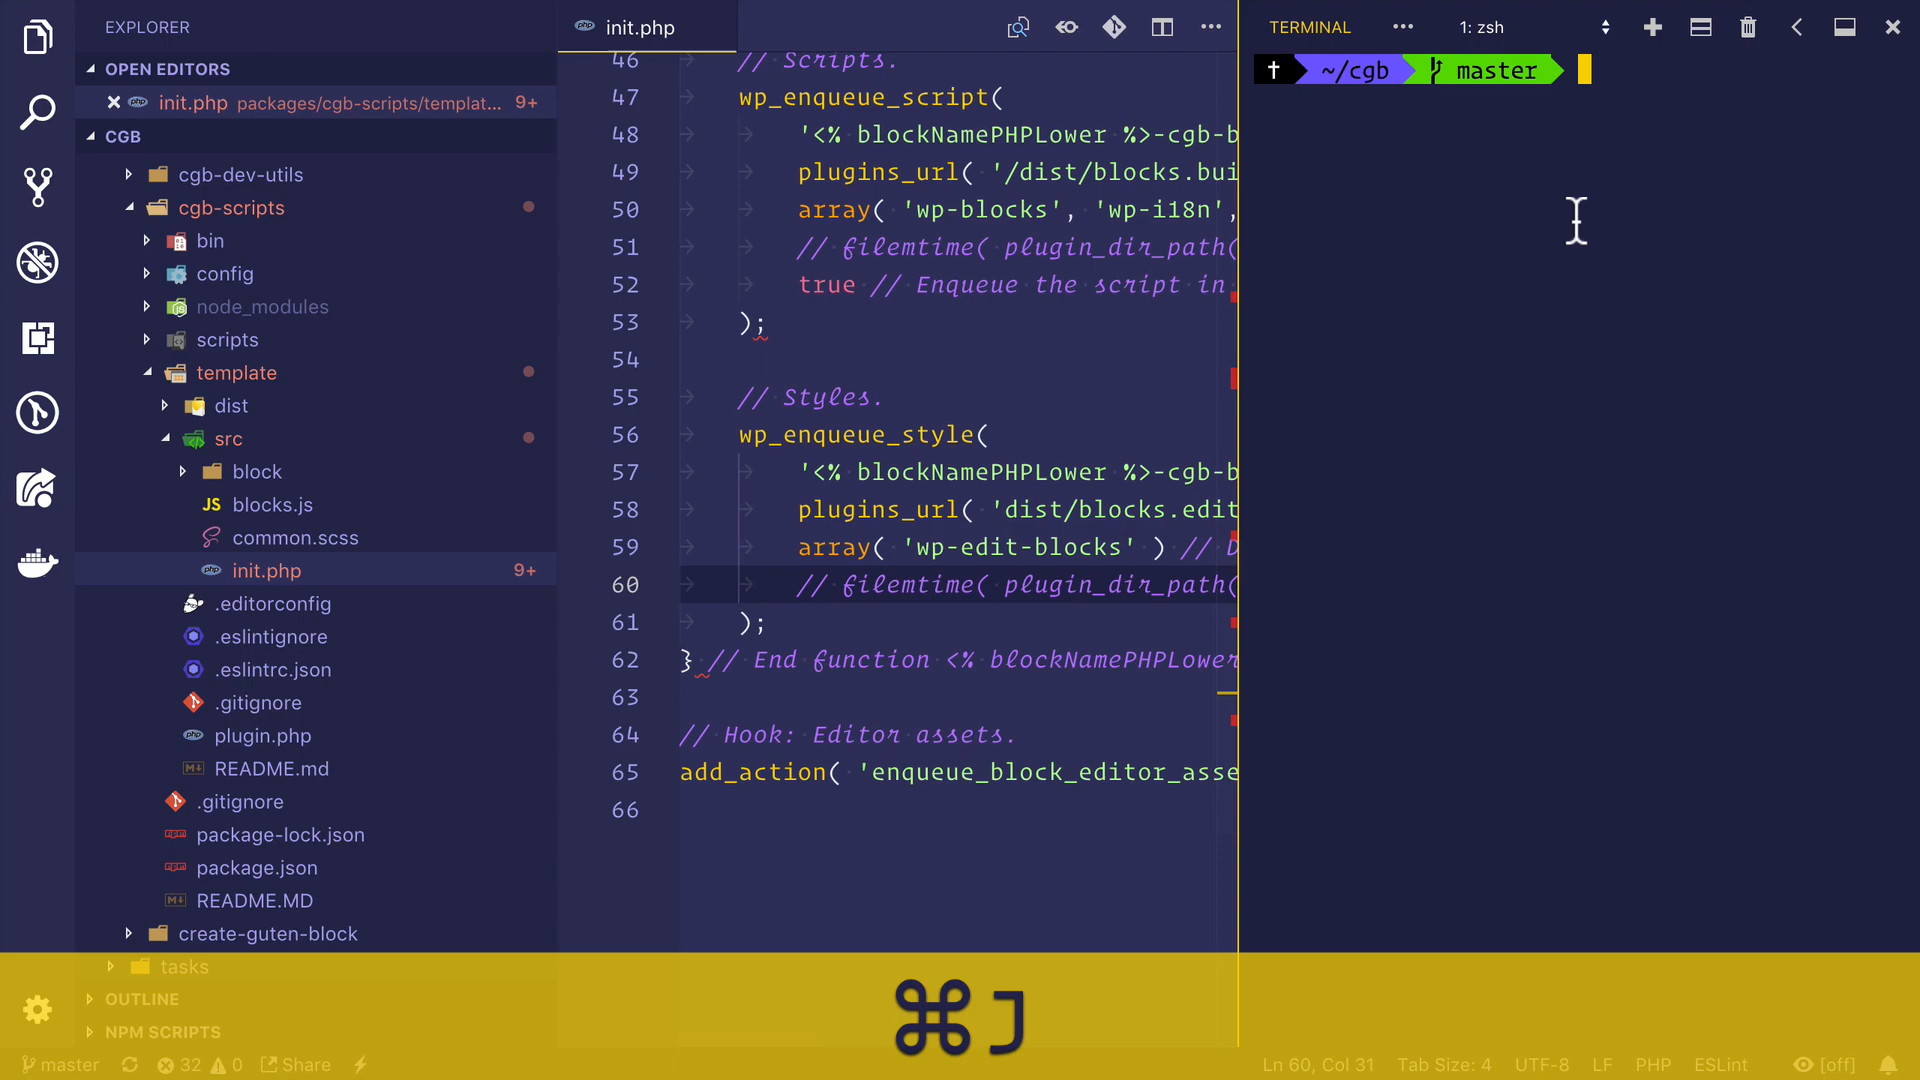 EXPLORER
OPEN EDITORS
init.php packages/cgb-scripts/templat... 9+
CGB
cgb-dev-utils
cgb-scripts
bin
config
node_modules
scripts
template
dist
src
block
JS blocks.js
common.scss
php init.php 9+
.editorconfig
.eslintignore
.eslintrc.json
.gitignore
php plugin.php
README.md
.gitignore
package-lock.json
package.json
README.MD
create-guten-block
tasks
OUTLINE
NPM SCRIPTS
php init.php
46 // Scripts.
47 wp_enqueue_script(
48 '<% blockNamePHPLower %>-cgb-b
49 plugins_url( '/dist/blocks.bui
50 array( 'wp-blocks', 'wp-i18n',
51 // filemtime( plugin_dir_path(
52 true // Enqueue the script in
53 );
54
55 // Styles.
56 wp_enqueue_style(
57 '<% blockNamePHPLower %>-cgb-b
58 plugins_url( 'dist/blocks.edit
59 array( 'wp-edit-blocks' ) // D
60 // filemtime( plugin_dir_path(
61 );
62 } // End function <% blockNamePHPLower
63
64 // Hook: Editor assets.
65 add_action( 'enqueue_block_editor_asse
66
TERMINAL ... 1: zsh
† ~/cgb master
⌘ J
master 32 0 Share
Ln 60, Col 31 Tab Size: 4 UTF-8 LF PHP ESLint [off]